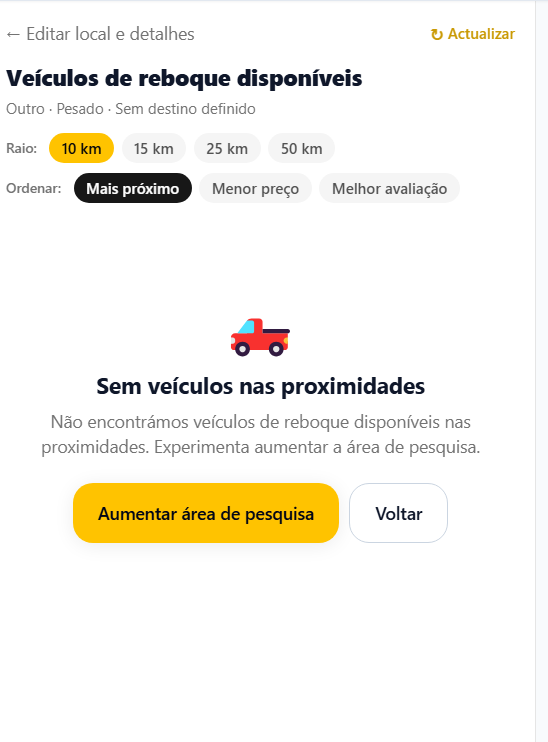 ← Editar local e detalhes
↻ Actualizar
Veículos de reboque disponíveis
Outro · Pesado · Sem destino definido
Raio: 10 km 15 km 25 km 50 km
Ordenar: Mais próximo Menor preço Melhor avaliação
Sem veículos nas proximidades
Não encontrámos veículos de reboque disponíveis nas
proximidades. Experimenta aumentar a área de pesquisa.
Aumentar área de pesquisa Voltar